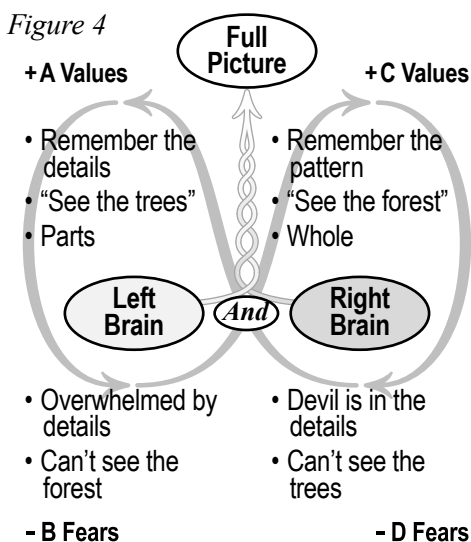 Figure 4
Full
Picture
+A Values
+C Values
• Remember the
details
• “See the trees”
• Parts
• Remember the
pattern
• “See the forest”
• Whole
Left
Brain
And
Right
Brain
• Overwhelmed by
details
• Can’t see the
forest
• Devil is in the
details
• Can’t see the
trees
- B Fears
- D Fears